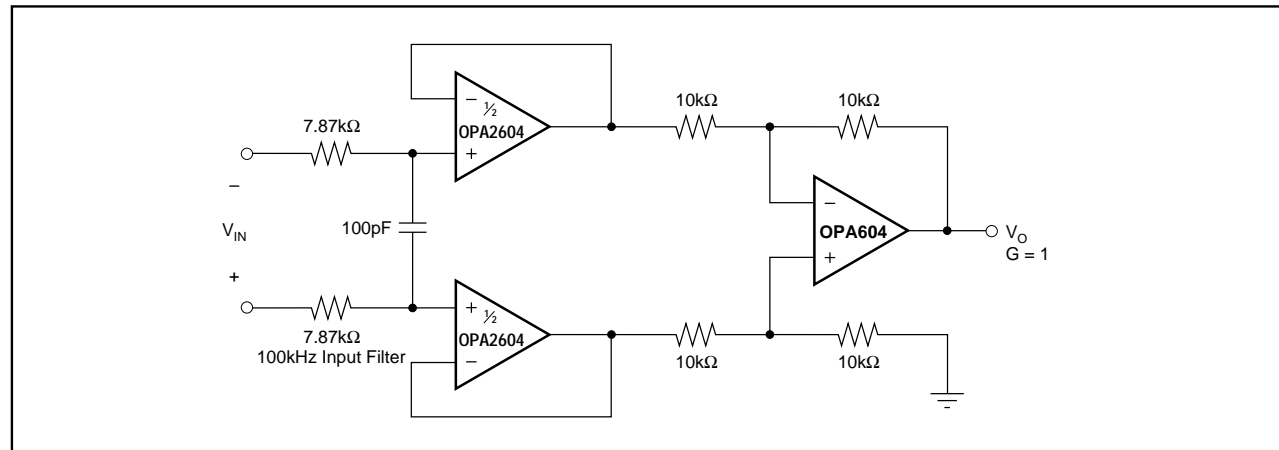 10kΩ
10kΩ
−
½
OPA2604
+
7.87kΩ
−
V_IN
+
100pF
−
OPA604
+
V_O
G = 1
+
½
OPA2604
−
7.87kΩ
100kHz Input Filter
10kΩ
10kΩ